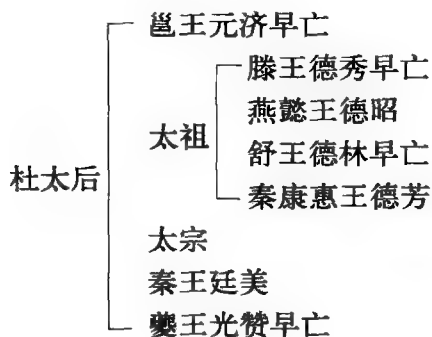 邕王元济早亡
滕王德秀早亡
燕懿王德昭
太祖
舒王德林早亡
秦康惠王德芳
杜太后
太宗
秦王廷美
夔王光赞早亡